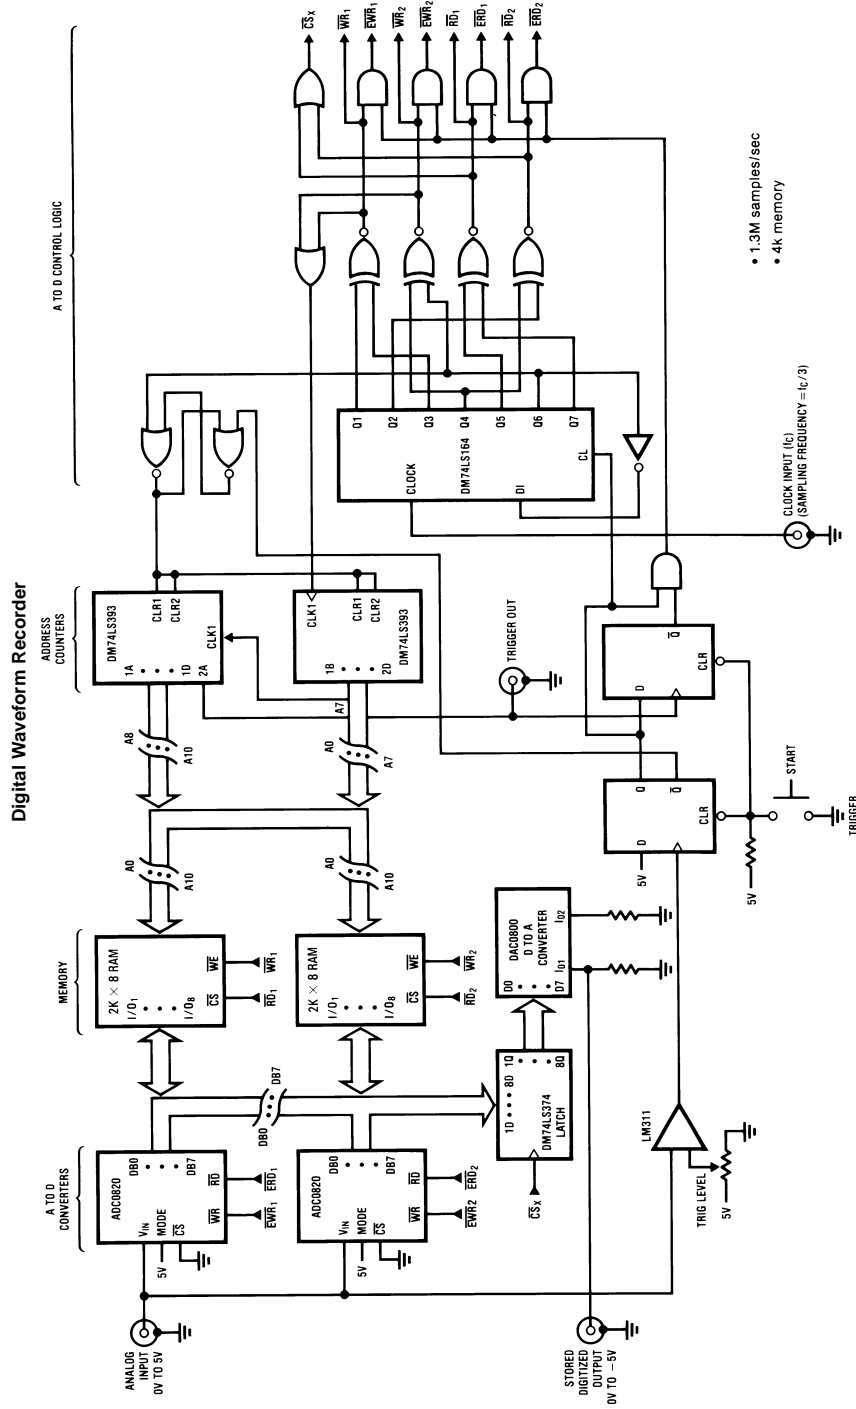 Digital Waveform Recorder
A TO D
CONVERTERS
MEMORY
ADDRESS
COUNTERS
A TO D CONTROL LOGIC
ANALOG
INPUT
0V TO 5V
ADC0820
VIN
MODE
CS
5V
DB0
DB7
WR
RD
EWR1
ERD1
ADC0820
VIN
MODE
CS
5V
DB0
DB7
WR
RD
EWR2
ERD2
DB0
DB7
2K × 8 RAM
I/O1
I/O8
CS
WE
RD1
WR1
2K × 8 RAM
I/O1
I/O8
CS
WE
RD2
WR2
A0
A10
A0
A10
A8
A10
A0
A7
A7
DM74LS393
1A
1D
2A
CLR1
CLR2
CLK1
DM74LS393
1B
2D
CLK1
CLR1
CLR2
Q1
Q2
Q3
Q4
Q5
Q6
Q7
CLOCK
DM74LS164
DI
CL
CSX
WR1
EWR1
WR2
EWR2
RD1
ERD1
RD2
ERD2
STORED
DIGITIZED
OUTPUT
0V TO −5V
CSX
1D
8D
1Q
8Q
DM74LS374
LATCH
D0
D7
DAC0800
D TO A
CONVERTER
IO1
IO2
TRIGGER OUT
LM311
TRIG LEVEL
5V
5V
D
Q
Q
CLR
D
Q
CLR
5V
START
TRIGGER
CLOCK INPUT (fC)
(SAMPLING FREQUENCY = fC/3)
• 1.3M samples/sec
• 4k memory